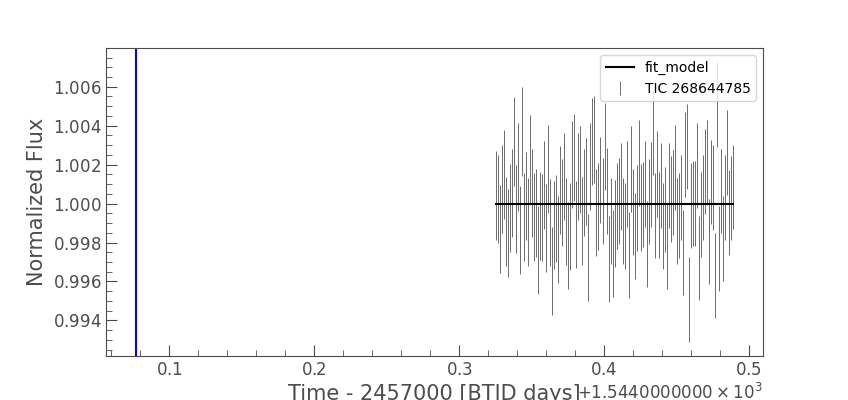 fit_model
TIC 268644785
1.006
1.004
1.002
1.000
0.998
0.996
0.994
Normalized Flux
0.1 0.2 0.3 0.4 0.5
Time - 2457000 [BTJD days]
+1.5440000000 × 10³